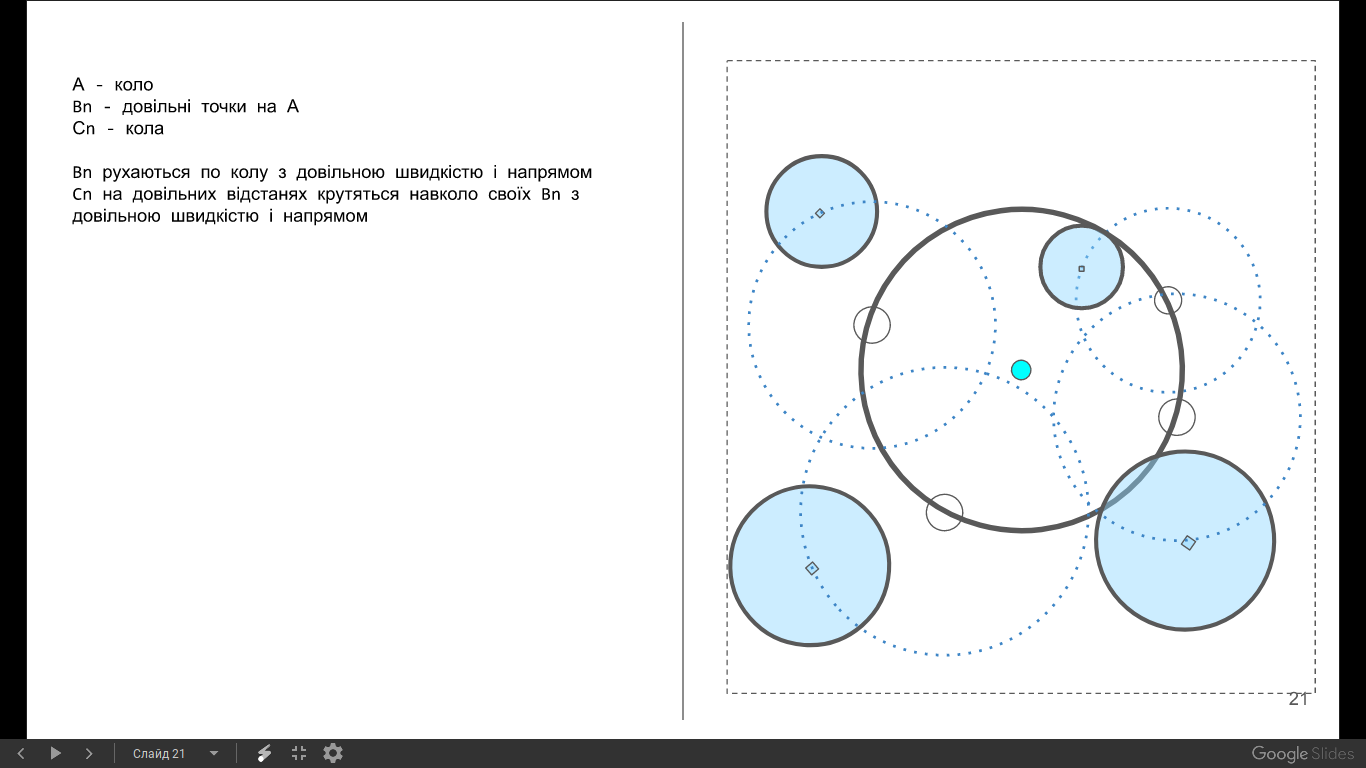 А - коло
Bn - довільні точки на А
Cn - кола
Bn рухаються по колу з довільною швидкістю і напрямом
Cn на довільних відстанях крутяться навколо своїх Bn з
довільною швидкістю і напрямом
21
Слайд 21
Google Slides